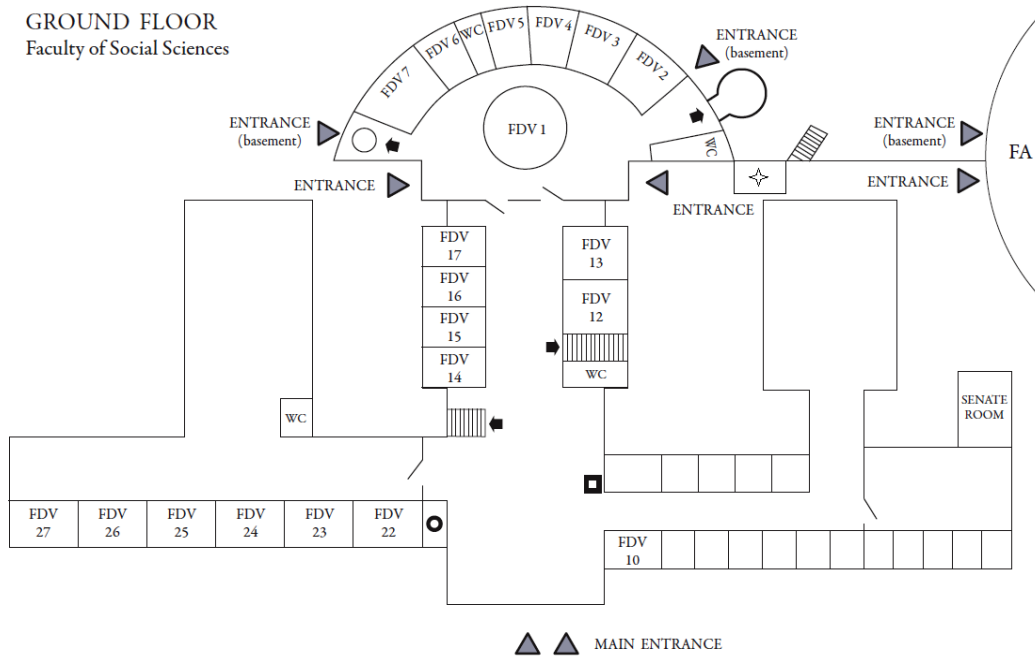 GROUND FLOOR
Faculty of Social Sciences
FDV 7
FDV 6
WC
FDV 5
FDV 4
FDV 3
FDV 2
ENTRANCE
(basement)
ENTRANCE
(basement)
FDV 1
WC
ENTRANCE
(basement)
FA
ENTRANCE
ENTRANCE
ENTRANCE
FDV
17
FDV
16
FDV
15
FDV
14
FDV
13
FDV
12
WC
WC
SENATE
ROOM
FDV
27
FDV
26
FDV
25
FDV
24
FDV
23
FDV
22
FDV
10
MAIN ENTRANCE